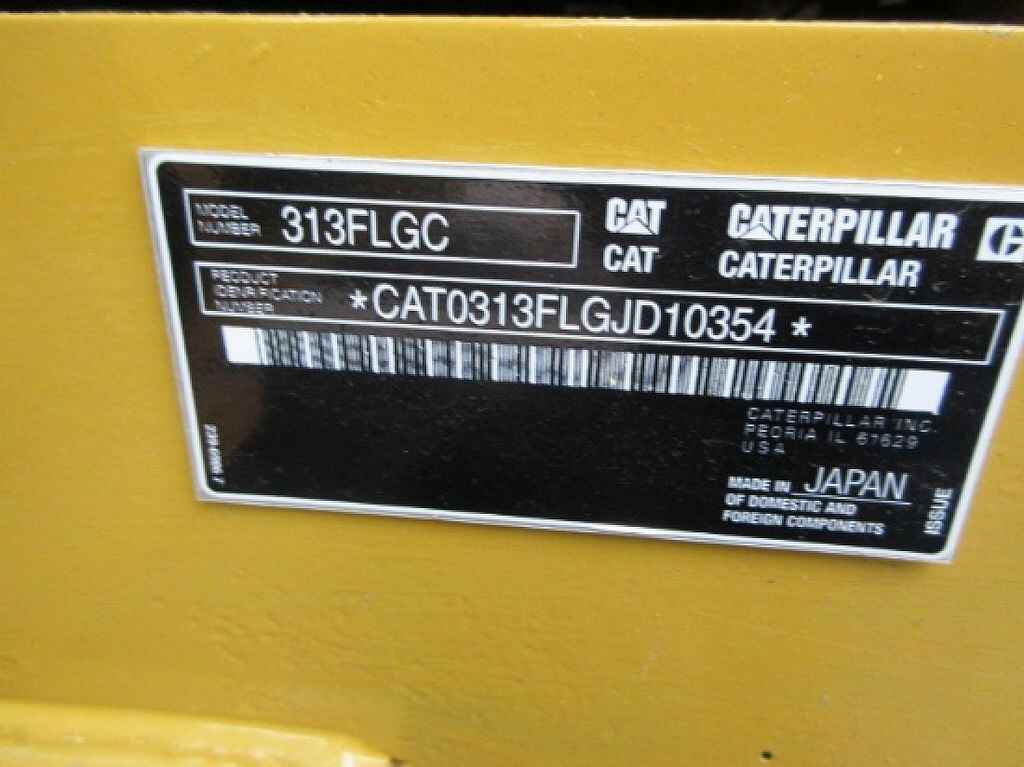 MODEL
NUMBER 313FLGC
CAT CATERPILLAR
CAT CATERPILLAR
PRODUCT
IDENTIFICATION
NUMBER *CAT0313FLGJD10354*
CATERPILLAR INC.
PEORIA IL 61629
USA
MADE IN JAPAN
OF DOMESTIC AND
FOREIGN COMPONENTS
ISSUE